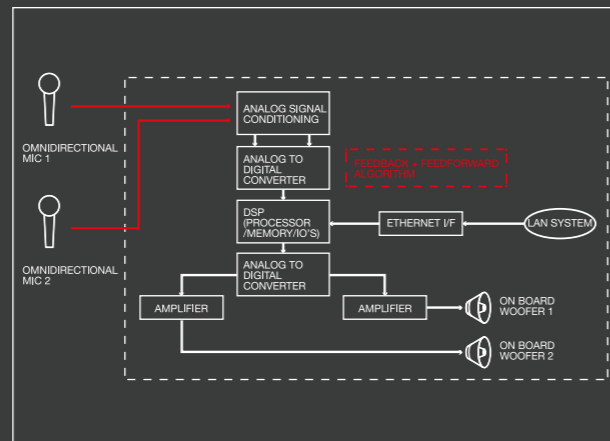 OMNIDIRECTIONAL
MIC 1
ANALOG SIGNAL
CONDITIONING
ANALOG TO
DIGITAL
CONVERTER
FEEDBACK + FEEDFORWARD
ALGORITHM
DSP
(PROCESSOR
/MEMORY/IO'S)
ETHERNET I/F
LAN SYSTEM
OMNIDIRECTIONAL
MIC 2
ANALOG TO
DIGITAL
CONVERTER
AMPLIFIER
AMPLIFIER
ON BOARD
WOOFER 1
ON BOARD
WOOFER 2